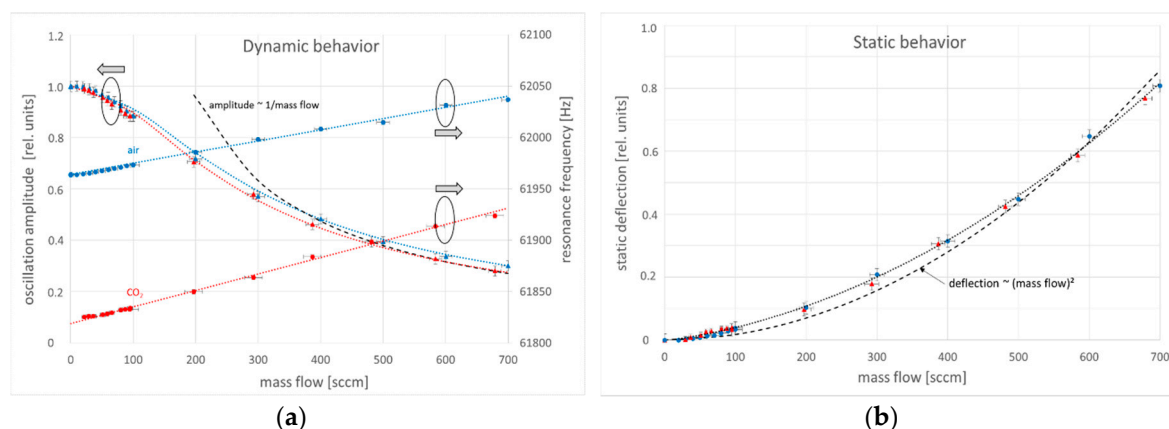 Dynamic behavior
oscillation amplitude [rel. units]
1.2
1.0
0.8
0.6
0.4
0.2
0
amplitude ~ 1/mass flow
air
CO₂
62100
62050
62000
61950
61900
61850
61800
resonance frequency [Hz]
0 100 200 300 400 500 600 700
mass flow [sccm]
(a)
Static behavior
static deflection [rel. units]
1.0
0.8
0.6
0.4
0.2
0.0
deflection ~ (mass flow)²
0 100 200 300 400 500 600 700
mass flow [sccm]
(b)